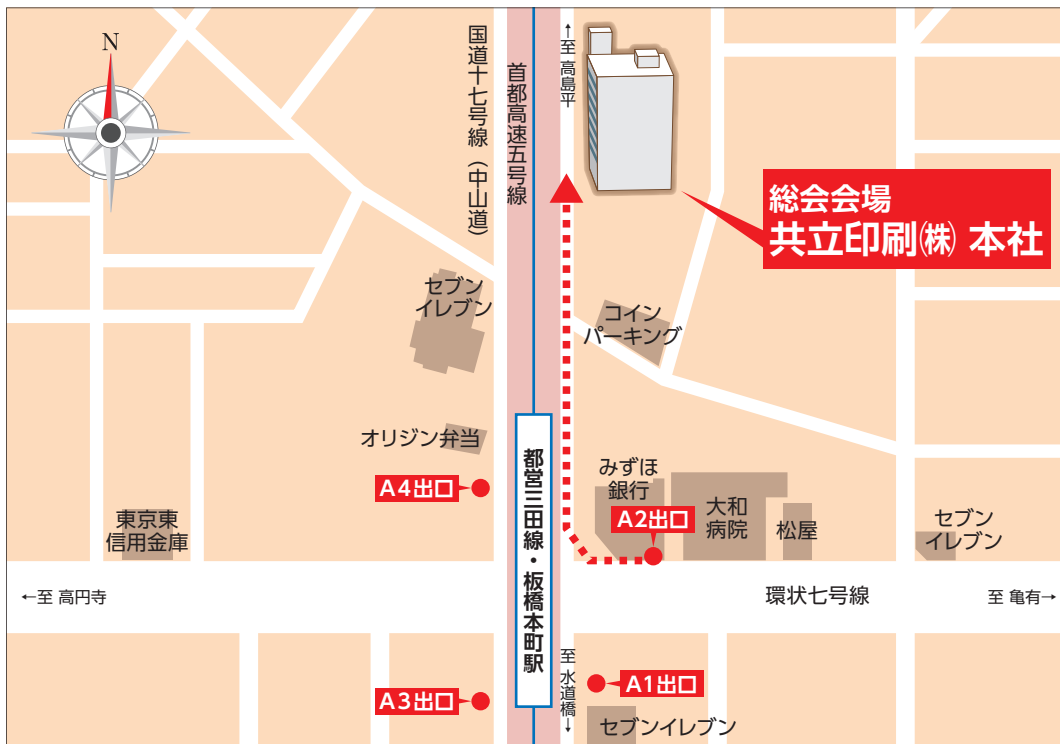 N
国道十七号線（中山道）
首都高速五号線
←至 高島平
総会会場
共立印刷㈱ 本社
セブン
イレブン
コイン
パーキング
オリジン弁当
A4出口
都営三田線・板橋本町駅
みずほ
銀行
A2出口
大和
病院
松屋
セブン
イレブン
東京東
信用金庫
←至 高円寺
環状七号線
至 亀有→
至 水道橋→
A1出口
A3出口
セブンイレブン